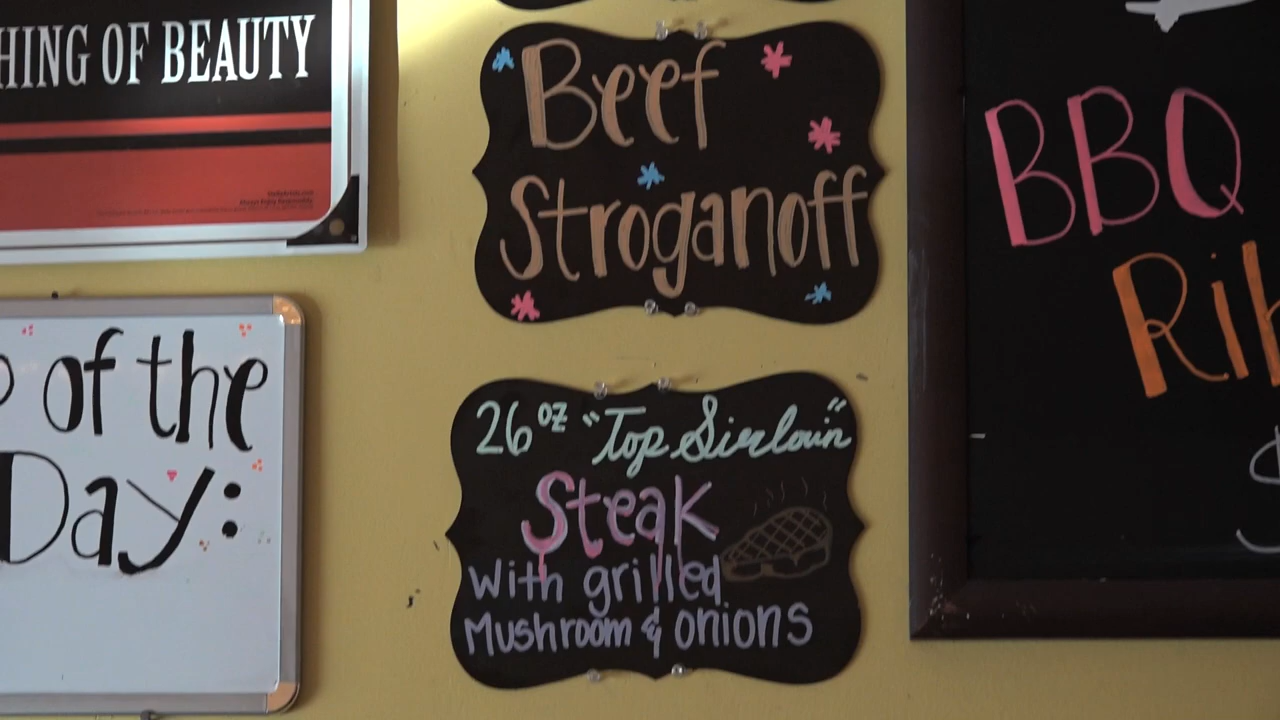 HING OF BEAUTY
of the
Day:
Beef
Stroganoff
26 oz "Top Sirloin"
Steak
With grilled
Mushroom & onions
BBQ
Rib
$